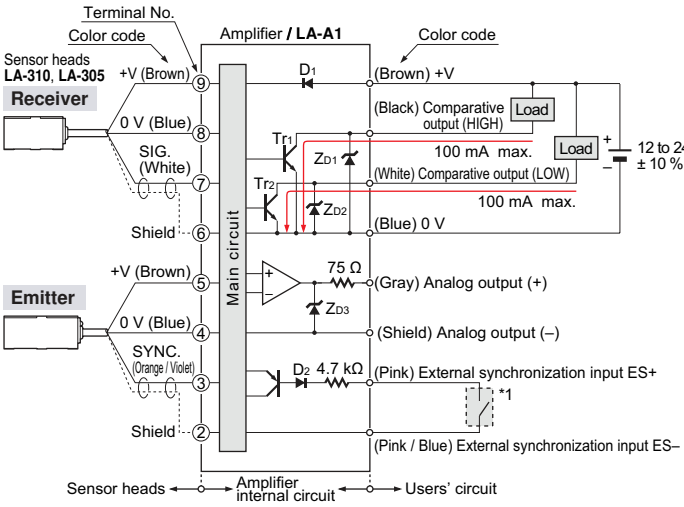 Terminal No.
Color code
Amplifier / LA-A1
Color code
Sensor heads
LA-310, LA-305
Receiver
+V (Brown) 9
D1
(Brown) +V
0 V (Blue) 8
(Black) Comparative
output (HIGH)
Load
Tr1
ZD1
100 mA max.
Load
+
–
12 to 24
± 10 %
SIG.
(White)
7
Tr2
(White) Comparative output (LOW)
ZD2
100 mA max.
Shield 6
(Blue) 0 V
Main circuit
Emitter
+V (Brown) 5
+
–
75 Ω
(Gray) Analog output (+)
ZD3
0 V (Blue) 4
(Shield) Analog output (–)
SYNC.
(Orange / Violet)
3
D2 4.7 kΩ
(Pink) External synchronization input ES+
*1
Shield 2
(Pink / Blue) External synchronization input ES–
Sensor heads
Amplifier
internal circuit
Users' circuit